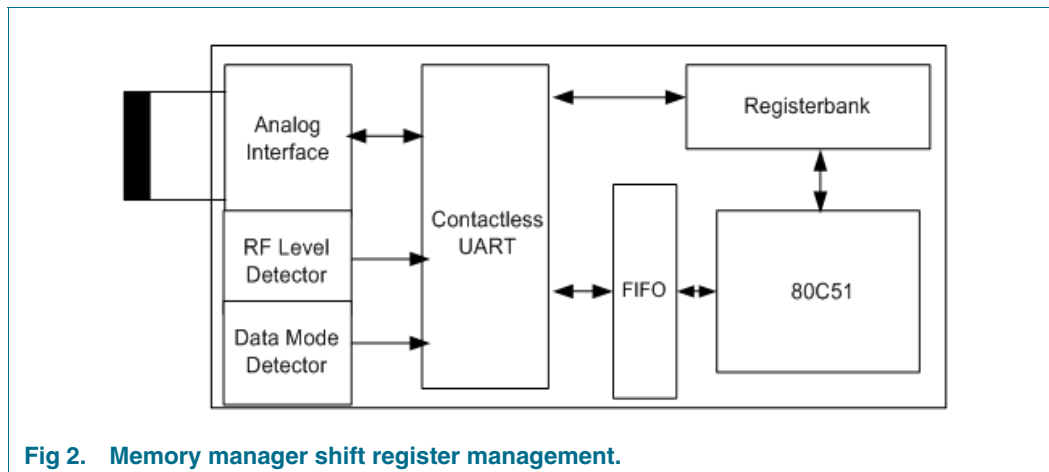 Analog
Interface
RF Level
Detector
Data Mode
Detector
Contactless
UART
FIFO
Registerbank
80C51
Fig 2. Memory manager shift register management.